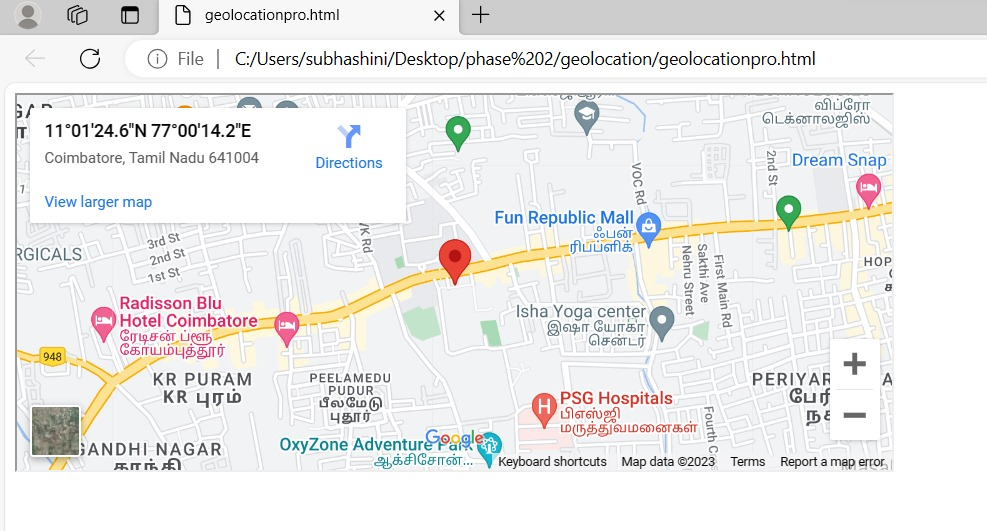 geolocationpro.html
File
C:/Users/subhashini/Desktop/phase%202/geolocation/geolocationpro.html
11°01'24.6"N 77°00'14.2"E
Coimbatore, Tamil Nadu 641004
Directions
View larger map
விப்ரோ
டெக்னாலஜிஸ்
2nd St
Dream Snap
VOC Rd
Fun Republic Mall
ஃபன்
ரிபப்ளிக்
RGICALS
3rd St
2nd St
1st St
VK Rd
Nehru Street
Sakthi Ave
First Main Rd
HOP
Radisson Blu
Hotel Coimbatore
ரேடிசன் ப்ளூ
கோயம்புத்தூர்
Isha Yoga center
இஷா யோகா
சென்டர்
948
KR PURAM
KR புரம்
PEELAMEDU
PUDUR
பீலமேடு
புதூர்
PERIYAR
பேரி
நக
PSG Hospitals
பிஎஸ்ஜி
மருத்துவமனைகள்
Fourth C
GANDHI NAGAR
காந்தி
OxyZone Adventure Park
ஆக்சிசோன்...
Google
Keyboard shortcuts
Map data ©2023
Terms
Report a map error